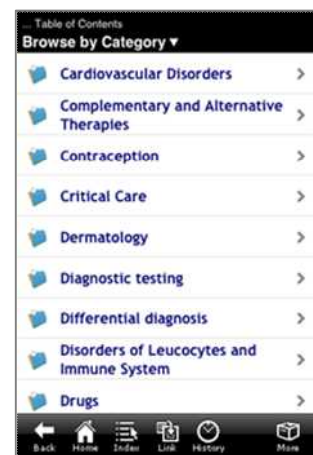 ... Table of Contents
Browse by Category ▼
Cardiovascular Disorders
Complementary and Alternative
Therapies
Contraception
Critical Care
Dermatology
Diagnostic testing
Differential diagnosis
Disorders of Leucocytes and
Immune System
Drugs
Back Home Index Link History More